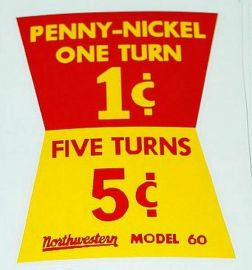 PENNY-NICKEL
ONE TURN
1¢
FIVE TURNS
5¢
Northwestern MODEL 60